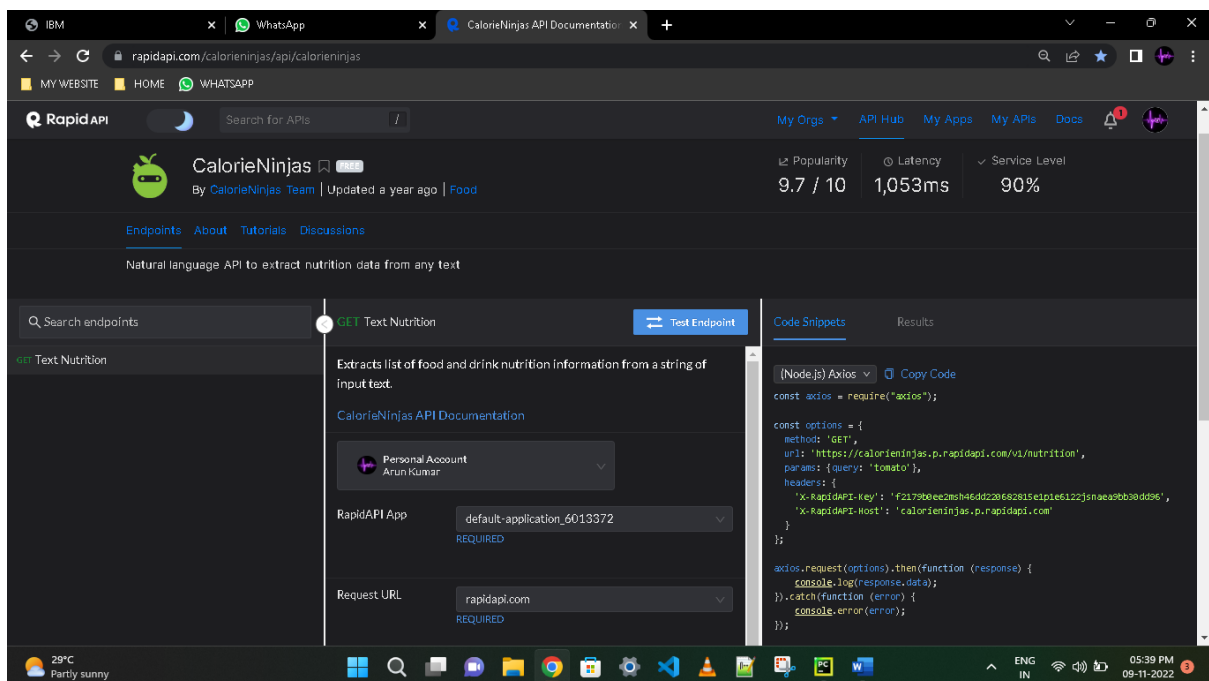 IBM
WhatsApp
CalorieNinjas API Documentation
rapidapi.com/calorieninjas/api/calorieninjas
MY WEBSITE HOME WHATSAPP
Rapid API
Search for APIs /
My Orgs API Hub My Apps My APIs Docs 1
CalorieNinjas FREE
By CalorieNinjas Team | Updated a year ago | Food
Popularity Latency Service Level
9.7 / 10 1,053ms 90%
Endpoints About Tutorials Discussions
Natural language API to extract nutrition data from any text
Search endpoints
GET Text Nutrition
GET Text Nutrition
Test Endpoint
Extracts list of food and drink nutrition information from a string of
input text.
CalorieNinjas API Documentation
Personal Account
Arun Kumar
RapidAPI App
default-application_6013372
REQUIRED
Request URL
rapidapi.com
REQUIRED
Code Snippets Results
(Node.js) Axios Copy Code
const axios = require("axios");
const options = {
method: 'GET',
url: 'https://calorieninjas.p.rapidapi.com/v1/nutrition',
params: {query: 'tomato'},
headers: {
'X-RapidAPI-Key': 'f2179b0ee2msh46dd220682815e1p1e6122jsnaea9bb30dd96',
'X-RapidAPI-Host': 'calorieninjas.p.rapidapi.com'
}
};
axios.request(options).then(function (response) {
console.log(response.data);
}).catch(function (error) {
console.error(error);
});
29°C
Partly sunny
ENG
IN
05:39 PM
09-11-2022
3